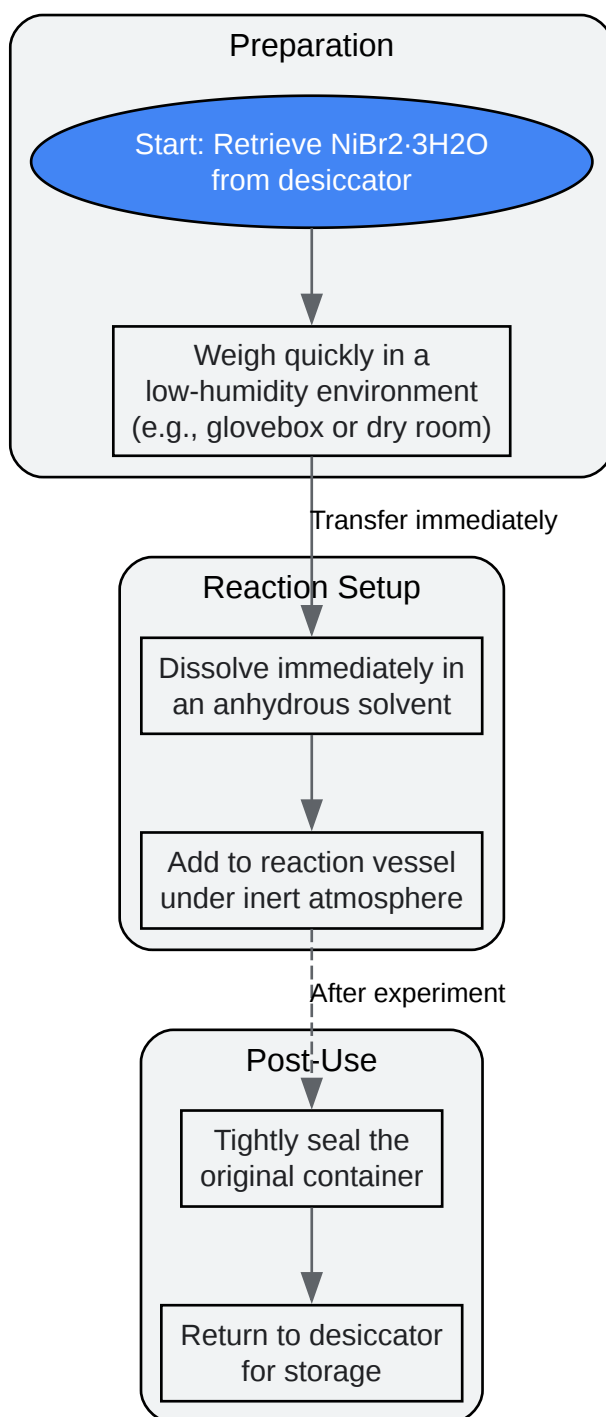 Preparation
Start: Retrieve NiBr2·3H2O
from desiccator
Weigh quickly in a
low-humidity environment
(e.g., glovebox or dry room)
Transfer immediately
Reaction Setup
Dissolve immediately in
an anhydrous solvent
Add to reaction vessel
under inert atmosphere
After experiment
Post-Use
Tightly seal the
original container
Return to desiccator
for storage